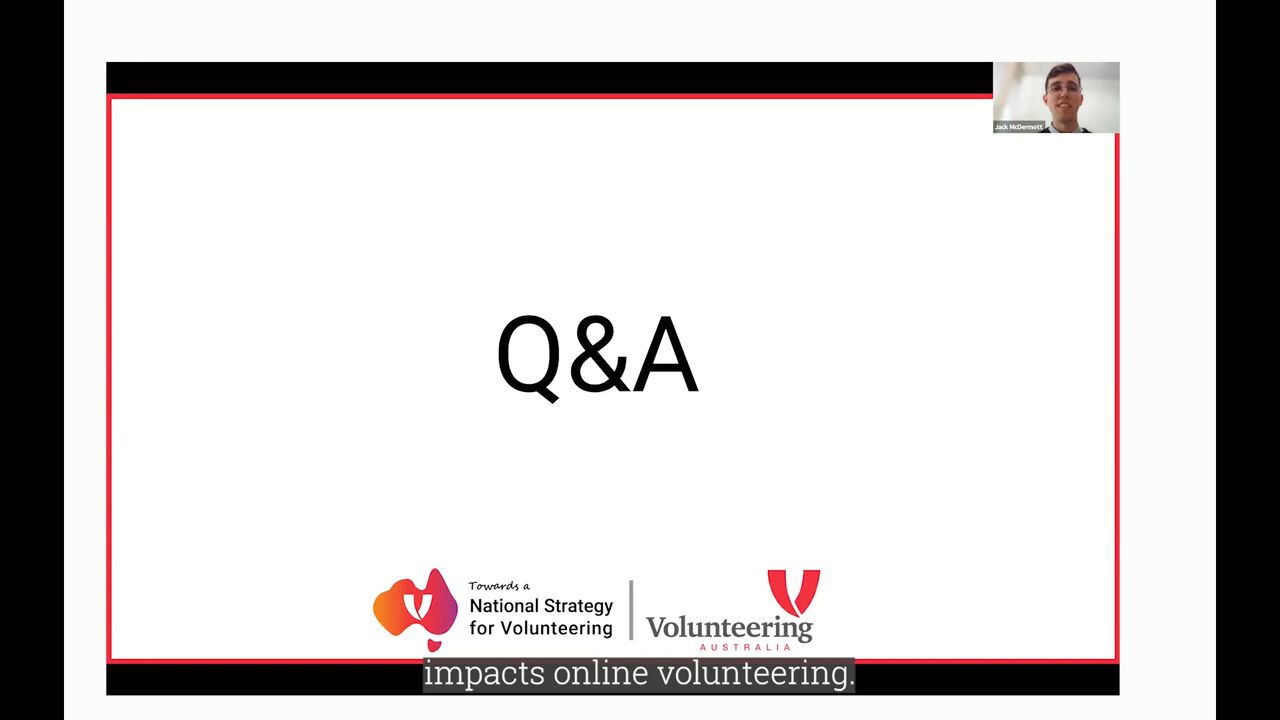 Jack McDermott
Q&A
Towards a
National Strategy
for Volunteering
Volunteering
AUSTRALIA
impacts online volunteering.